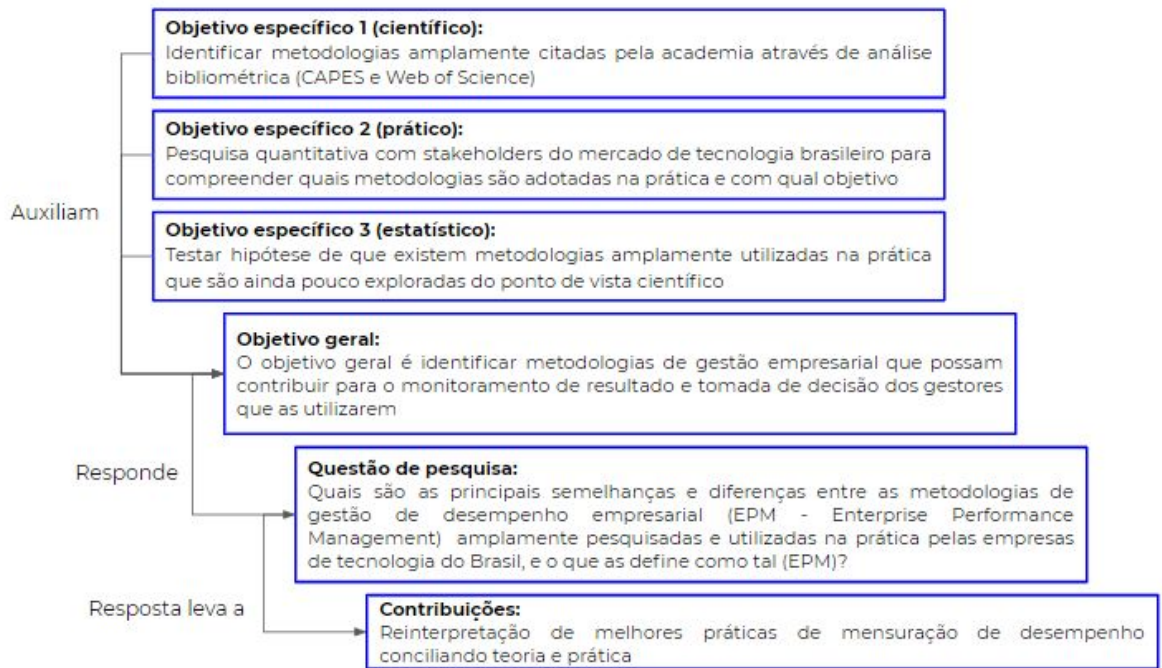 Objetivo específico 1 (científico):
Identificar metodologias amplamente citadas pela academia através de análise
bibliométrica (CAPES e Web of Science)
Objetivo específico 2 (prático):
Pesquisa quantitativa com stakeholders do mercado de tecnologia brasileiro para
compreender quais metodologias são adotadas na prática e com qual objetivo
Auxiliam
Objetivo específico 3 (estatístico):
Testar hipótese de que existem metodologias amplamente utilizadas na prática
que são ainda pouco exploradas do ponto de vista científico
Objetivo geral:
O objetivo geral é identificar metodologias de gestão empresarial que possam
contribuir para o monitoramento de resultado e tomada de decisão dos gestores
que as utilizarem
Responde
Questão de pesquisa:
Quais são as principais semelhanças e diferenças entre as metodologias de
gestão de desempenho empresarial (EPM - Enterprise Performance
Management) amplamente pesquisadas e utilizadas na prática pelas empresas
de tecnologia do Brasil, e o que as define como tal (EPM)?
Resposta leva a
Contribuições:
Reinterpretação de melhores práticas de mensuração de desempenho
conciliando teoria e prática